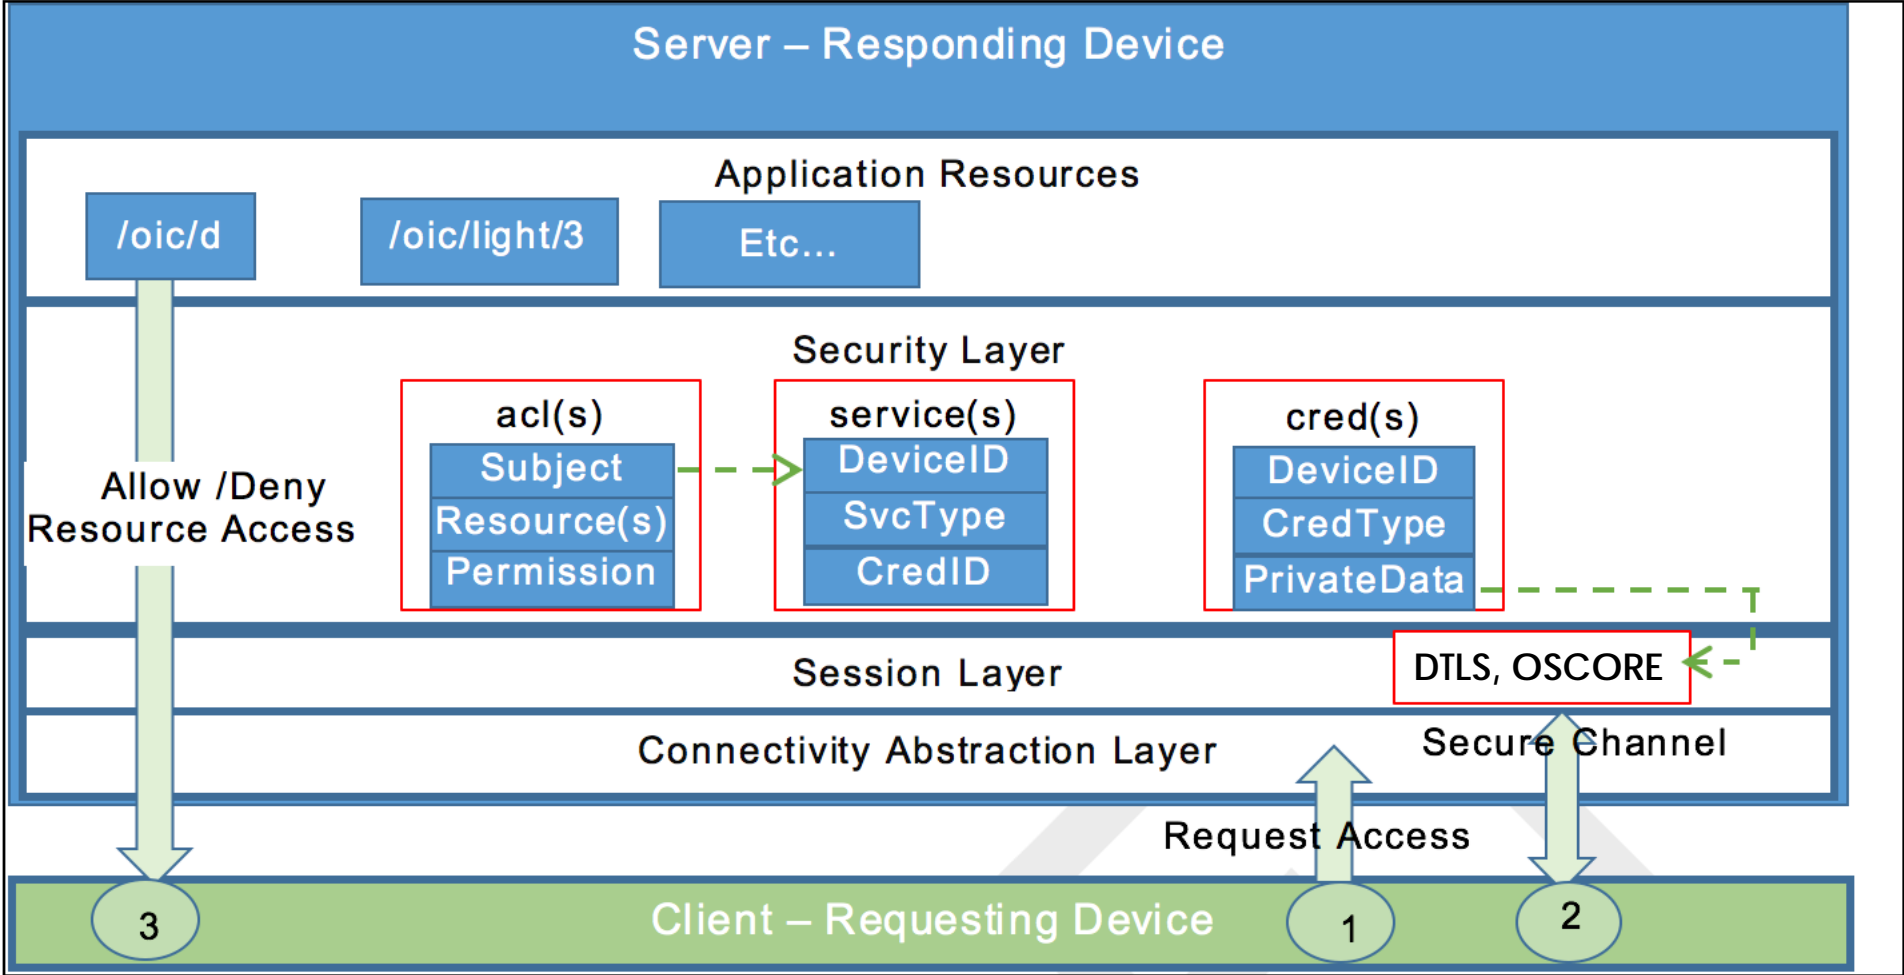 Server – Responding Device
Application Resources
/oic/d
/oic/light/3
Etc...
Security Layer
acl(s)
Subject
Resource(s)
Permission
service(s)
DeviceID
SvcType
CredID
cred(s)
DeviceID
CredType
PrivateData
Allow /Deny
Resource Access
Session Layer
DTLS, OSCORE
Connectivity Abstraction Layer
Secure Channel
Request Access
Client – Requesting Device
3
1
2